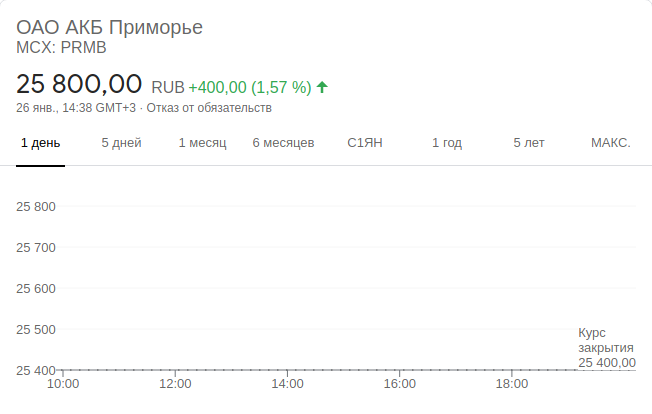 ОАО АКБ Приморье
MCX: PRMB
25 800,00 RUB +400,00 (1,57 %)
26 янв., 14:38 GMT+3 · Отказ от обязательств
1 день 5 дней 1 месяц 6 месяцев С1ЯН 1 год 5 лет МАКС.
25 800
25 700
25 600
25 500
Курс
закрытия
25 400,00
25 400
10:00 12:00 14:00 16:00 18:00